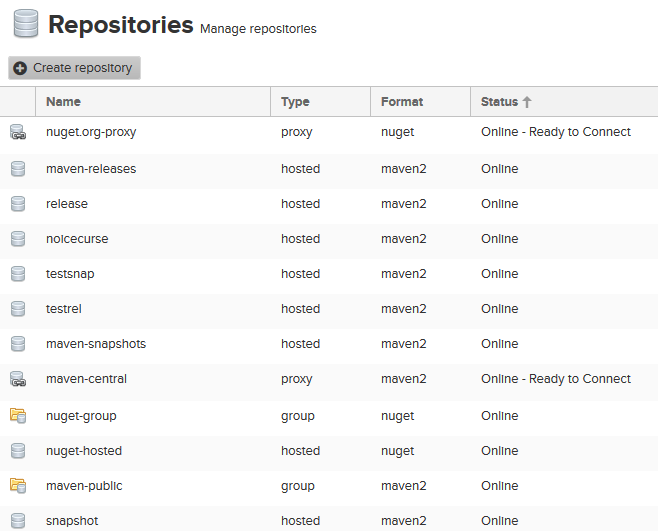 Repositories Manage repositories
Create repository
Name Type Format Status
nuget.org-proxy proxy nuget Online - Ready to Connect
maven-releases hosted maven2 Online
release hosted maven2 Online
noicecurse hosted maven2 Online
testsnap hosted maven2 Online
testrel hosted maven2 Online
maven-snapshots hosted maven2 Online
maven-central proxy maven2 Online - Ready to Connect
nuget-group group nuget Online
nuget-hosted hosted nuget Online
maven-public group maven2 Online
snapshot hosted maven2 Online